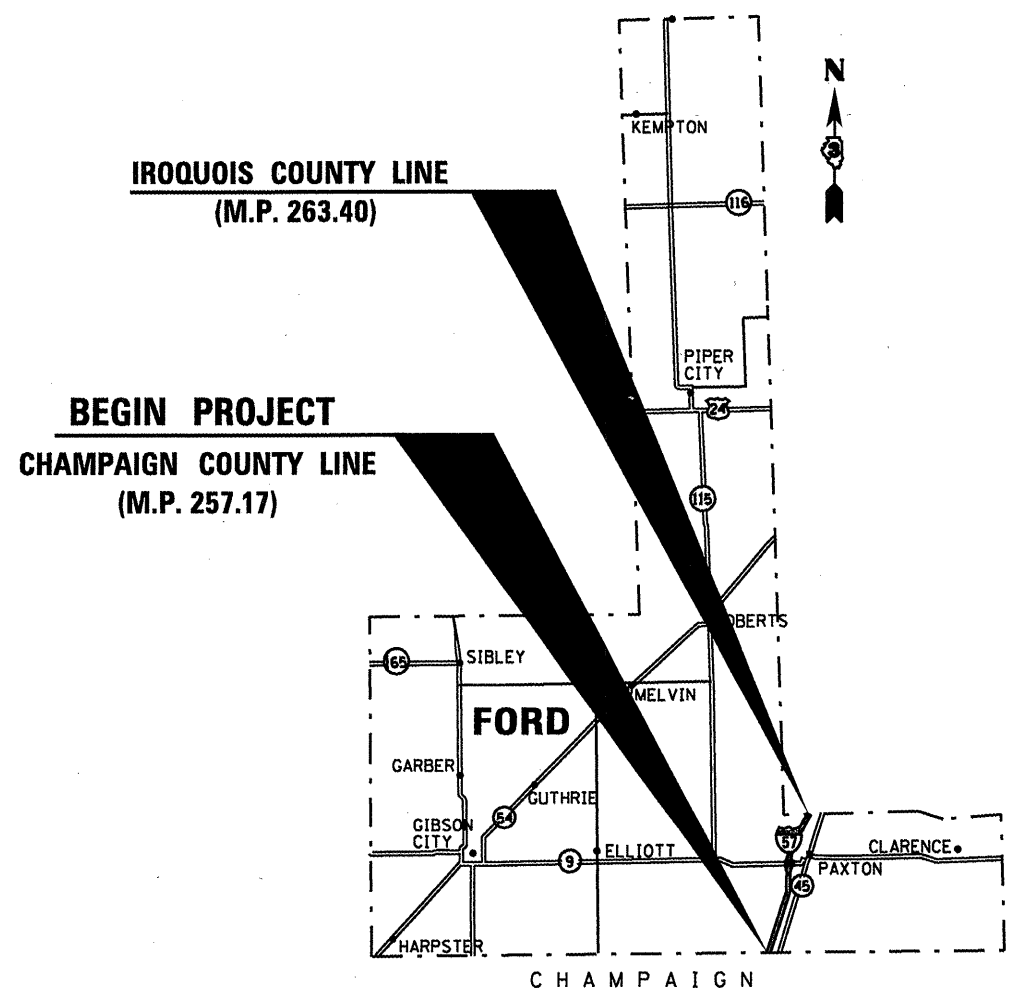 N
3
KEMPTON
IROQUOIS COUNTY LINE
(M.P. 263.40)
116
PIPER
CITY
24
BEGIN PROJECT
CHAMPAIGN COUNTY LINE
(M.P. 257.17)
115
OBERTS
165
SIBLEY
MELVIN
FORD
GARBER
GUTHRIE
54
GIBSON
CITY
9
ELLIOTT
57
CLARENCE
PAXTON
45
HARPSTER
CHAMPAIGN